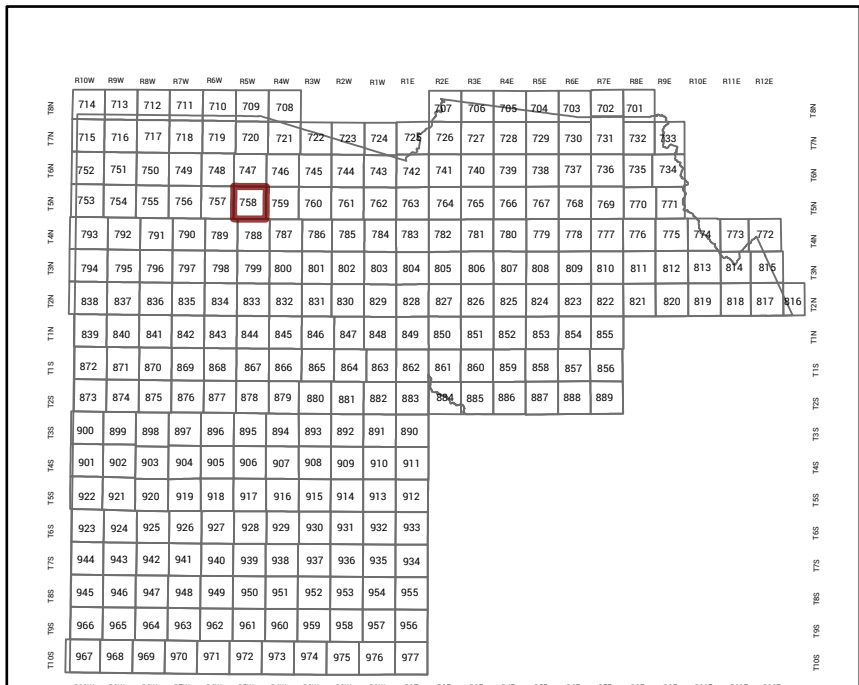 R10W R9W R8W R7W R6W R5W R4W R3W R2W R1W R1E R2E R3E R4E R5E R6E R7E R8E R9E R10E R11E R12E
T8N 714 713 712 711 710 709 708 707 706 705 704 703 702 701 T8N
T7N 715 716 717 718 719 720 721 722 723 724 725 726 727 728 729 730 731 732 733 T7N
T6N 752 751 750 749 748 747 746 745 744 743 742 741 740 739 738 737 736 735 734 T6N
T5N 753 754 755 756 757 758 759 760 761 762 763 764 765 766 767 768 769 770 771 T5N
T4N 793 792 791 790 789 788 787 786 785 784 783 782 781 780 779 778 777 776 775 774 773 772 T4N
T3N 794 795 796 797 798 799 800 801 802 803 804 805 806 807 808 809 810 811 812 813 814 815 T3N
T2N 838 837 836 835 834 833 832 831 830 829 828 827 826 825 824 823 822 821 820 819 818 817 816 T2N
T1N 839 840 841 842 843 844 845 846 847 848 849 850 851 852 853 854 855 T1N
T1S 872 871 870 869 868 867 866 865 864 863 862 861 860 859 858 857 856 T1S
T2S 873 874 875 876 877 878 879 880 881 882 883 884 885 886 887 888 889 T2S
T3S 900 899 898 897 896 895 894 893 892 891 890 T3S
T4S 901 902 903 904 905 906 907 908 909 910 911 T4S
T5S 922 921 920 919 918 917 916 915 914 913 912 T5S
T6S 923 924 925 926 927 928 929 930 931 932 933 T6S
T7S 944 943 942 941 940 939 938 937 936 935 934 T7S
T8S 945 946 947 948 949 950 951 952 953 954 955 T8S
T9S 966 965 964 963 962 961 960 959 958 957 956 T9S
T10S 967 968 969 970 971 972 973 974 975 976 977 T10S